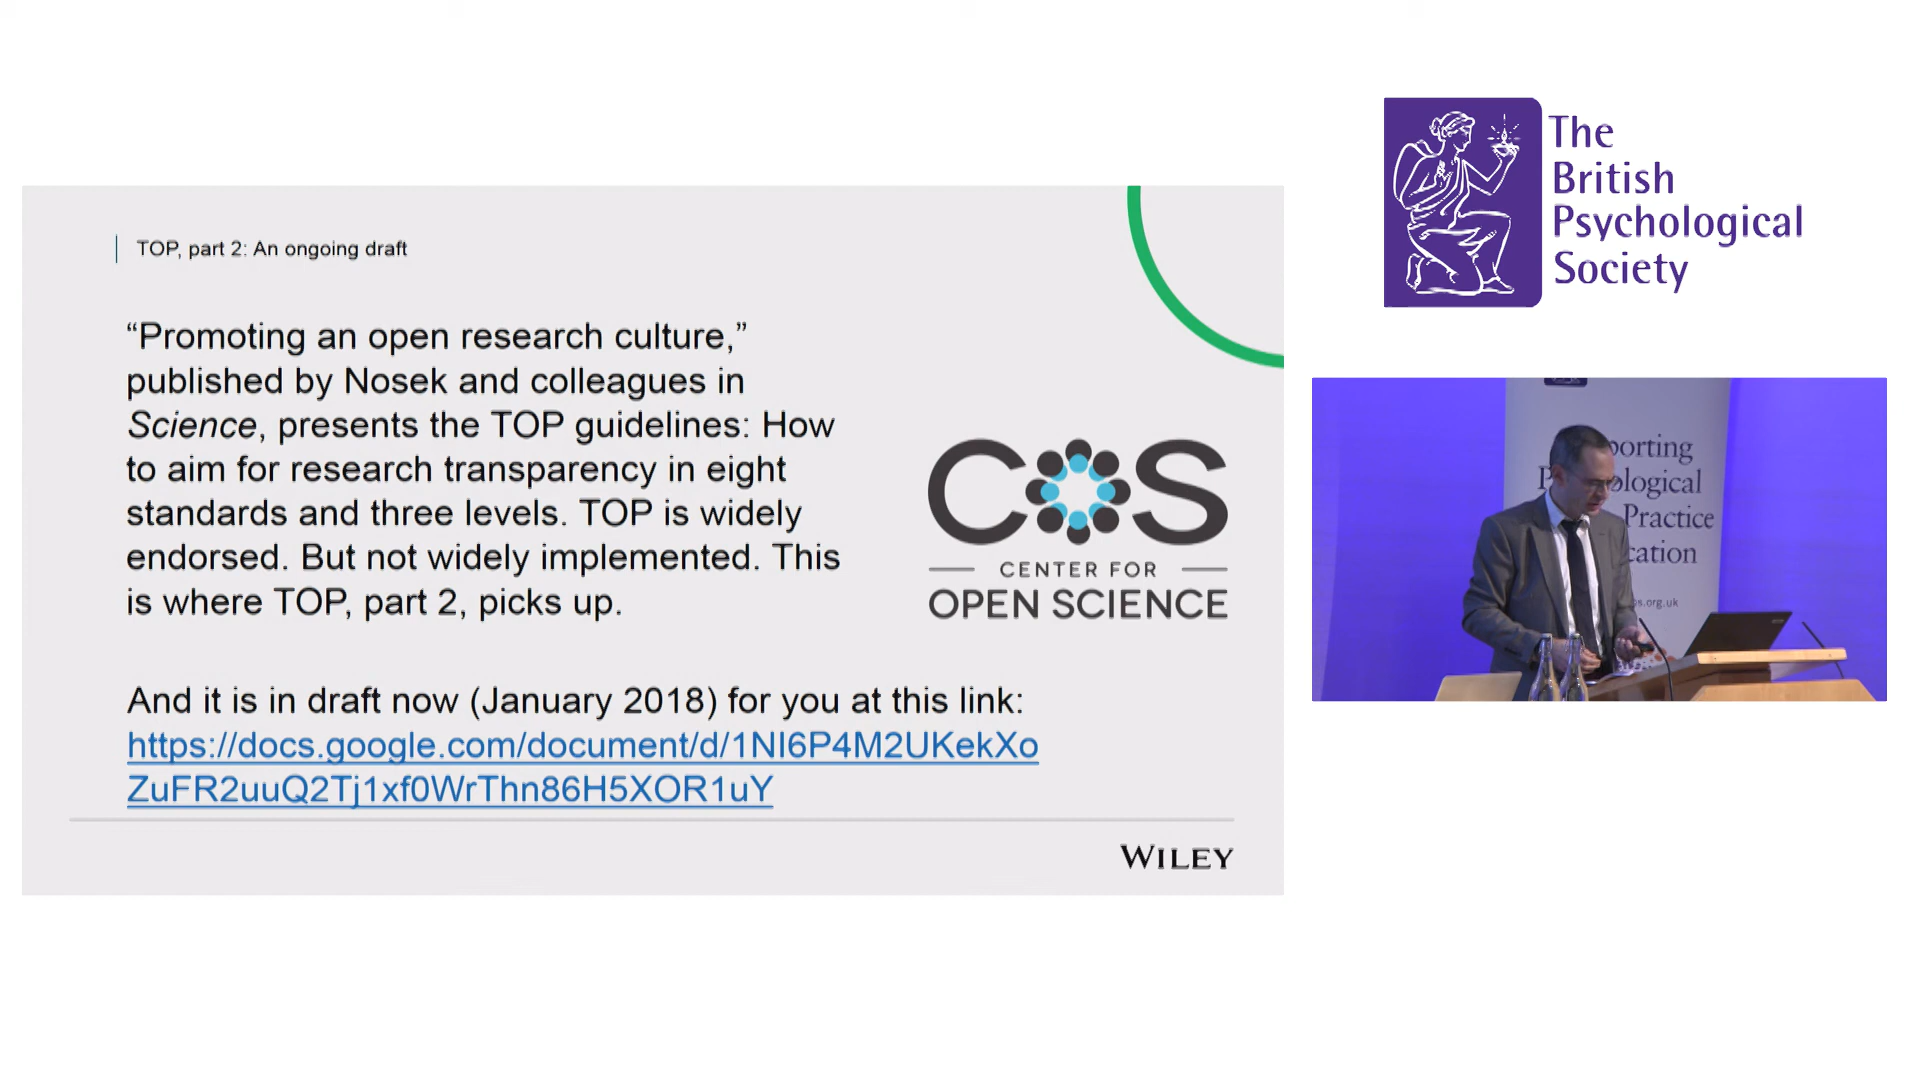 TOP, part 2: An ongoing draft
“Promoting an open research culture,”
published by Nosek and colleagues in
Science, presents the TOP guidelines: How
to aim for research transparency in eight
standards and three levels. TOP is widely
endorsed. But not widely implemented. This
is where TOP, part 2, picks up.
COS
CENTER FOR
OPEN SCIENCE
And it is in draft now (January 2018) for you at this link:
https://docs.google.com/document/d/1NI6P4M2UKekXo
ZuFR2uuQ2Tj1xf0WrThn86H5XOR1uY
WILEY
The
British
Psychological
Society
Practice